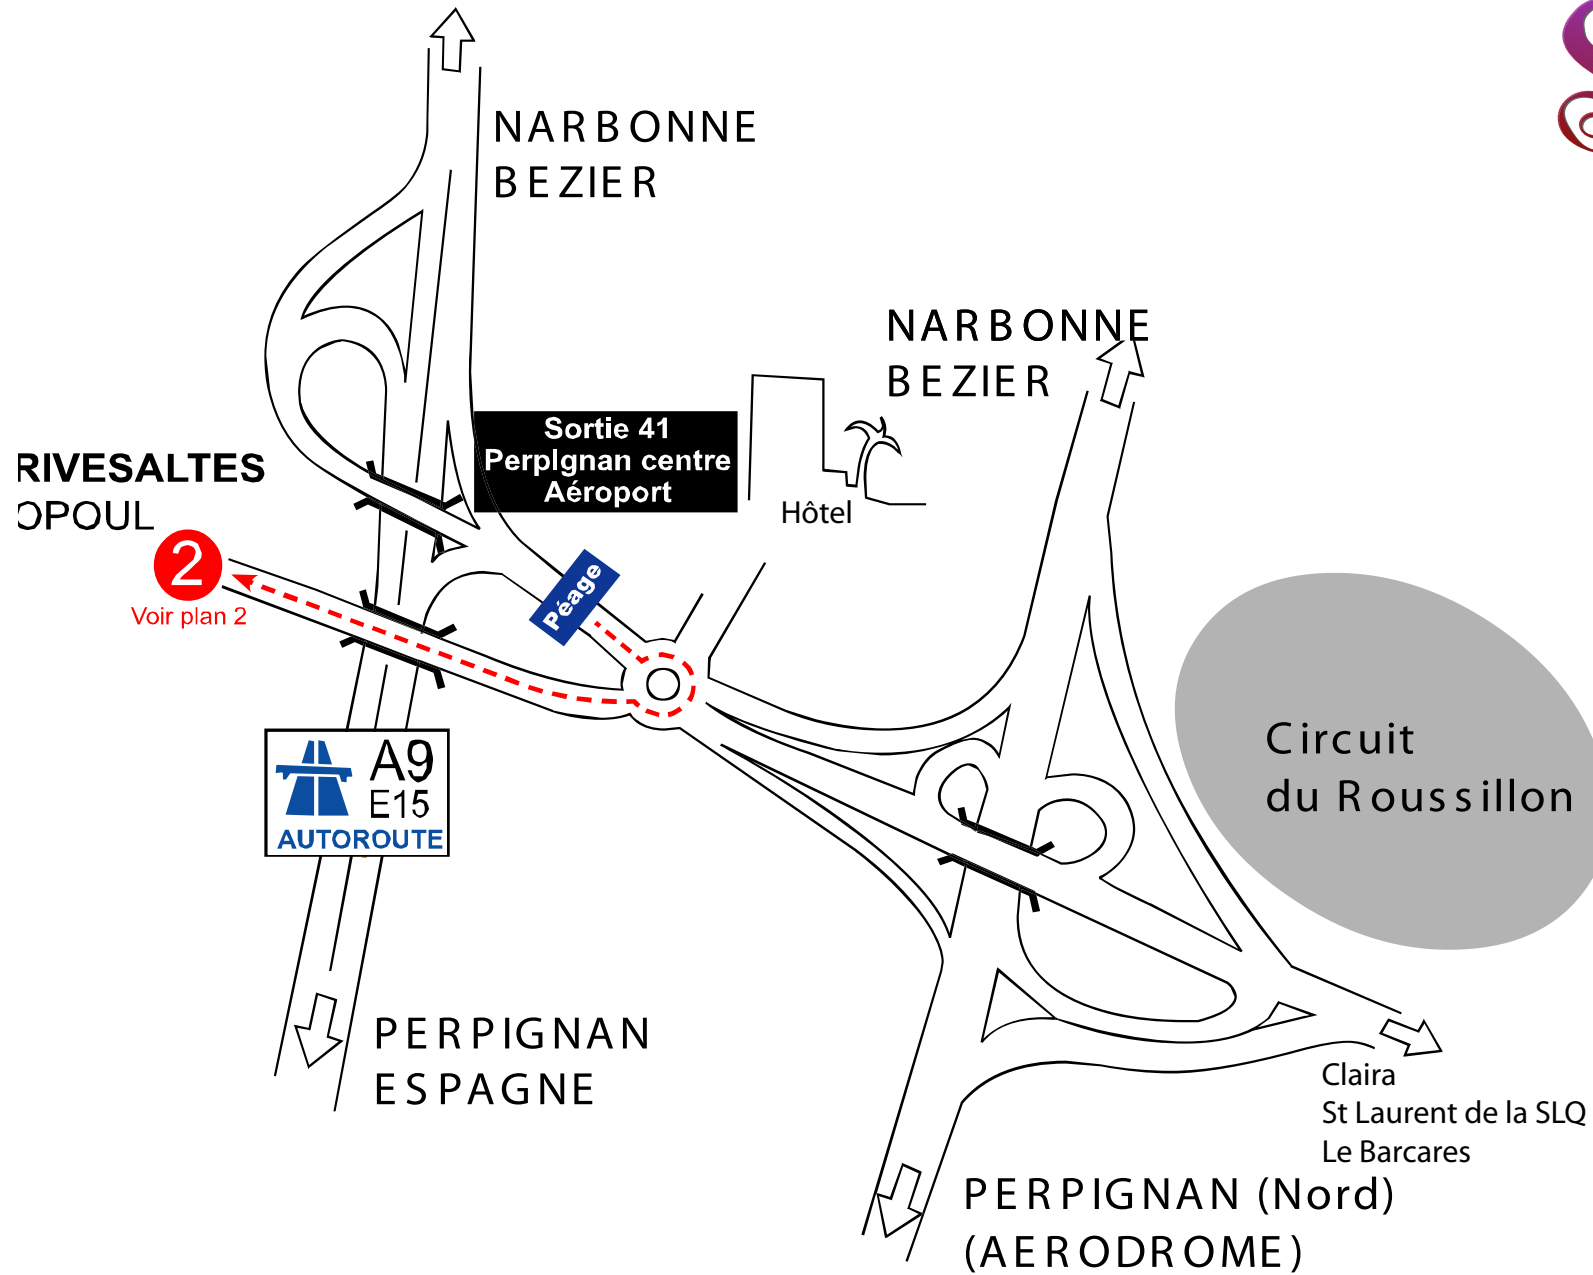 NARBONNE
BEZIER
NARBONNE
BEZIER
Sortie 41
PerpIgnan centre
Aéroport
RIVESALTES
OPOUL
Hôtel
2
Voir plan 2
Péage
A9
E15
AUTOROUTE
Circuit
du Roussillon
PERPIGNAN
ESPAGNE
Claira
St Laurent de la SLQ
Le Barcares
PERPIGNAN (Nord)
(AERODROME)